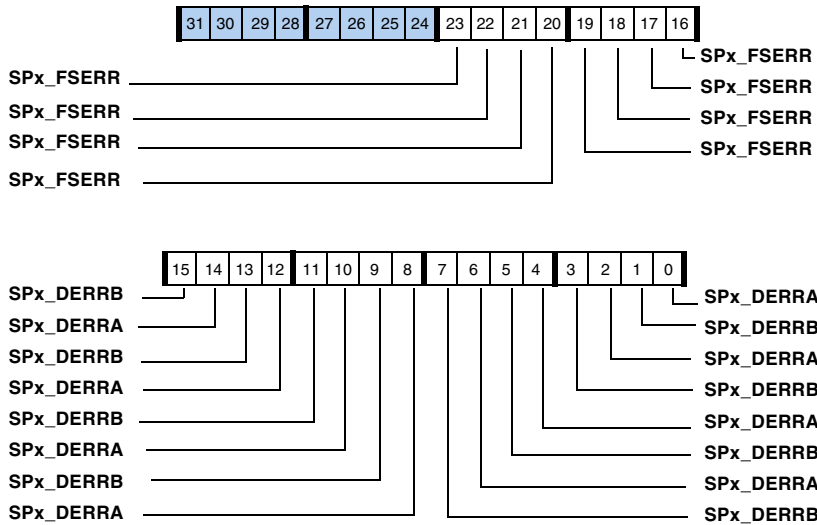 31 30 29 28 27 26 25 24 23 22 21 20 19 18 17 16
SPx_FSERR
SPx_FSERR
SPx_FSERR
SPx_FSERR
SPx_FSERR
SPx_FSERR
SPx_FSERR
SPx_FSERR
15 14 13 12 11 10 9 8 7 6 5 4 3 2 1 0
SPx_DERRB
SPx_DERRA
SPx_DERRB
SPx_DERRA
SPx_DERRB
SPx_DERRA
SPx_DERRB
SPx_DERRA
SPx_DERRA
SPx_DERRB
SPx_DERRA
SPx_DERRB
SPx_DERRA
SPx_DERRB
SPx_DERRA
SPx_DERRB